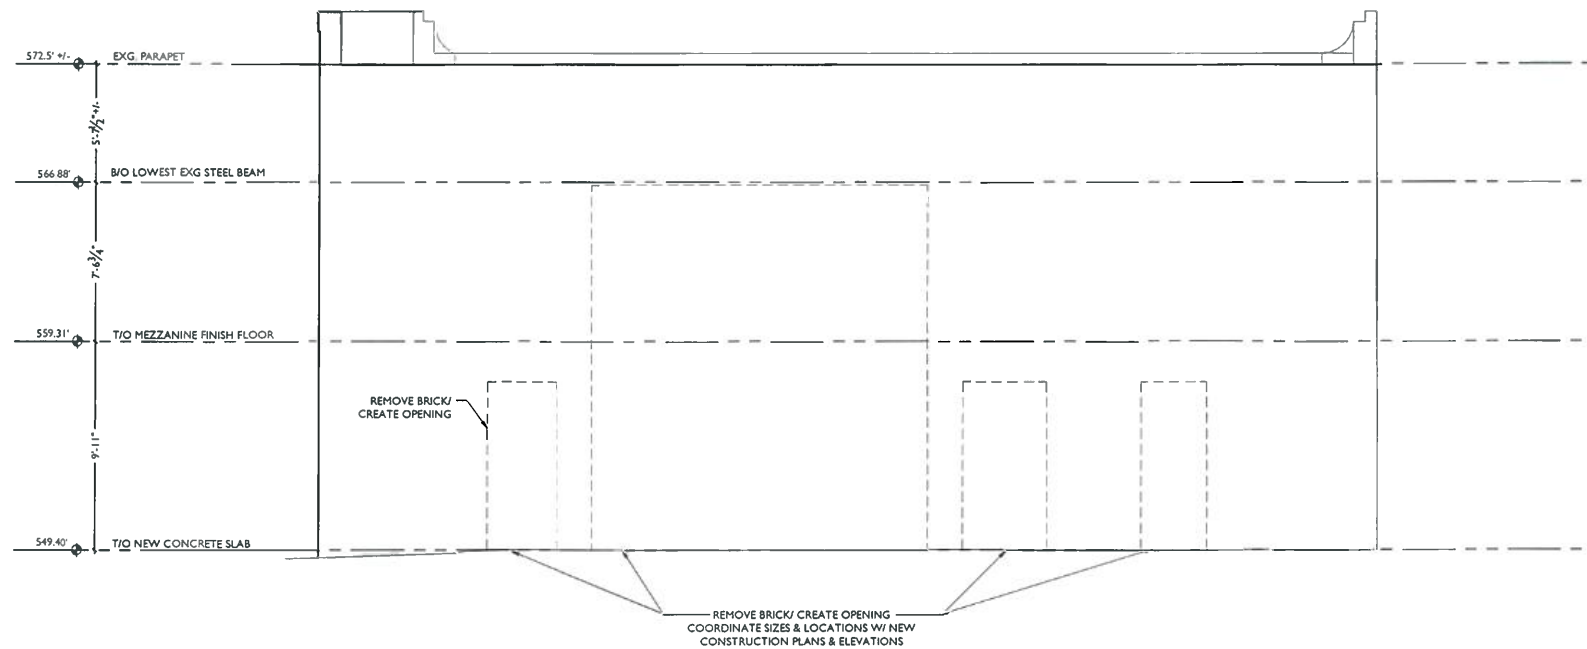 572.5' +/-
EXG. PARAPET
5'-7½"+/-
566.88'
B/O LOWEST EXG STEEL BEAM
7'-6¾"
559.31'
T/O MEZZANINE FINISH FLOOR
REMOVE BRICK/
CREATE OPENING
9'-11"
549.40'
T/O NEW CONCRETE SLAB
REMOVE BRICK/ CREATE OPENING
COORDINATE SIZES & LOCATIONS W/ NEW
CONSTRUCTION PLANS & ELEVATIONS